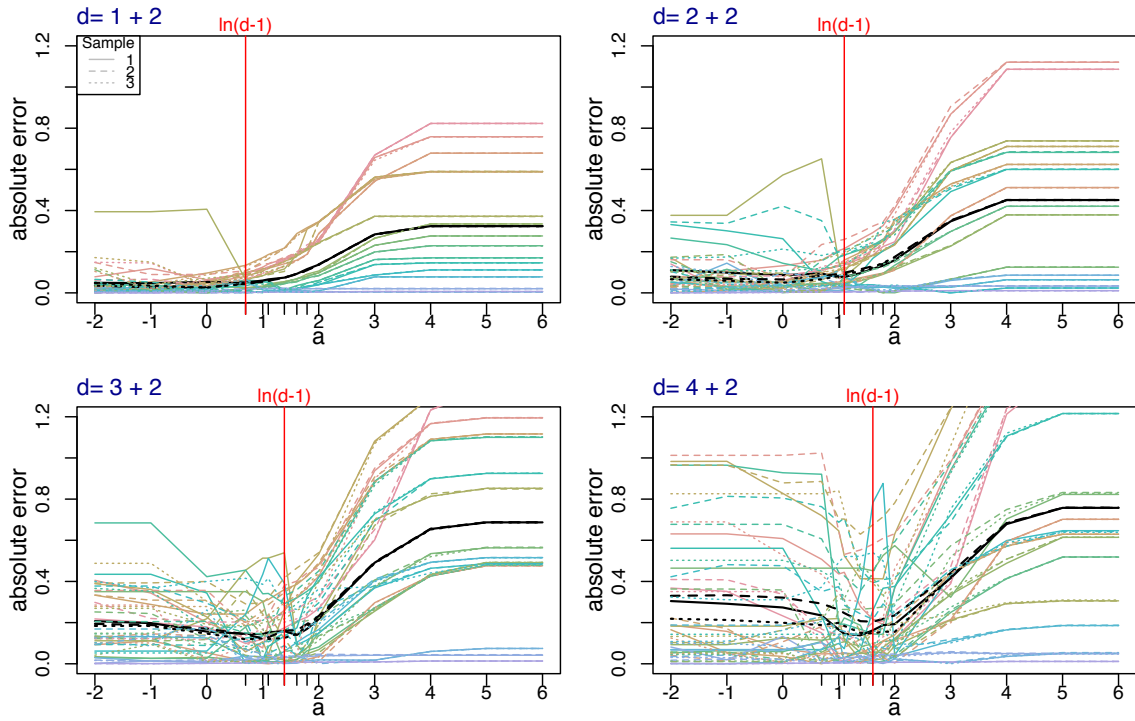 d= 1 + 2
ln(d-1)
Sample
1
2
3
absolute error
0.0 0.4 0.8 1.2
-2 -1 0 1 2 3 4 5 6
a
d= 2 + 2
ln(d-1)
absolute error
0.0 0.4 0.8 1.2
-2 -1 0 1 2 3 4 5 6
a
d= 3 + 2
ln(d-1)
absolute error
0.0 0.4 0.8 1.2
-2 -1 0 1 2 3 4 5 6
a
d= 4 + 2
ln(d-1)
absolute error
0.0 0.4 0.8 1.2
-2 -1 0 1 2 3 4 5 6
a